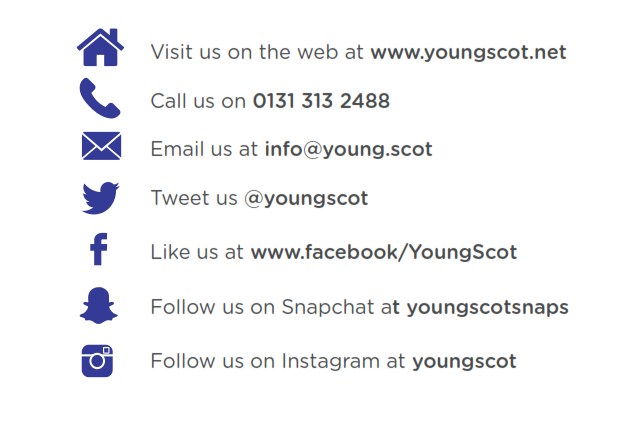 Visit us on the web at www.youngscot.net
Call us on 0131 313 2488
Email us at info@young.scot
Tweet us @youngscot
Like us at www.facebook/YoungScot
Follow us on Snapchat at youngscotsnaps
Follow us on Instagram at youngscot